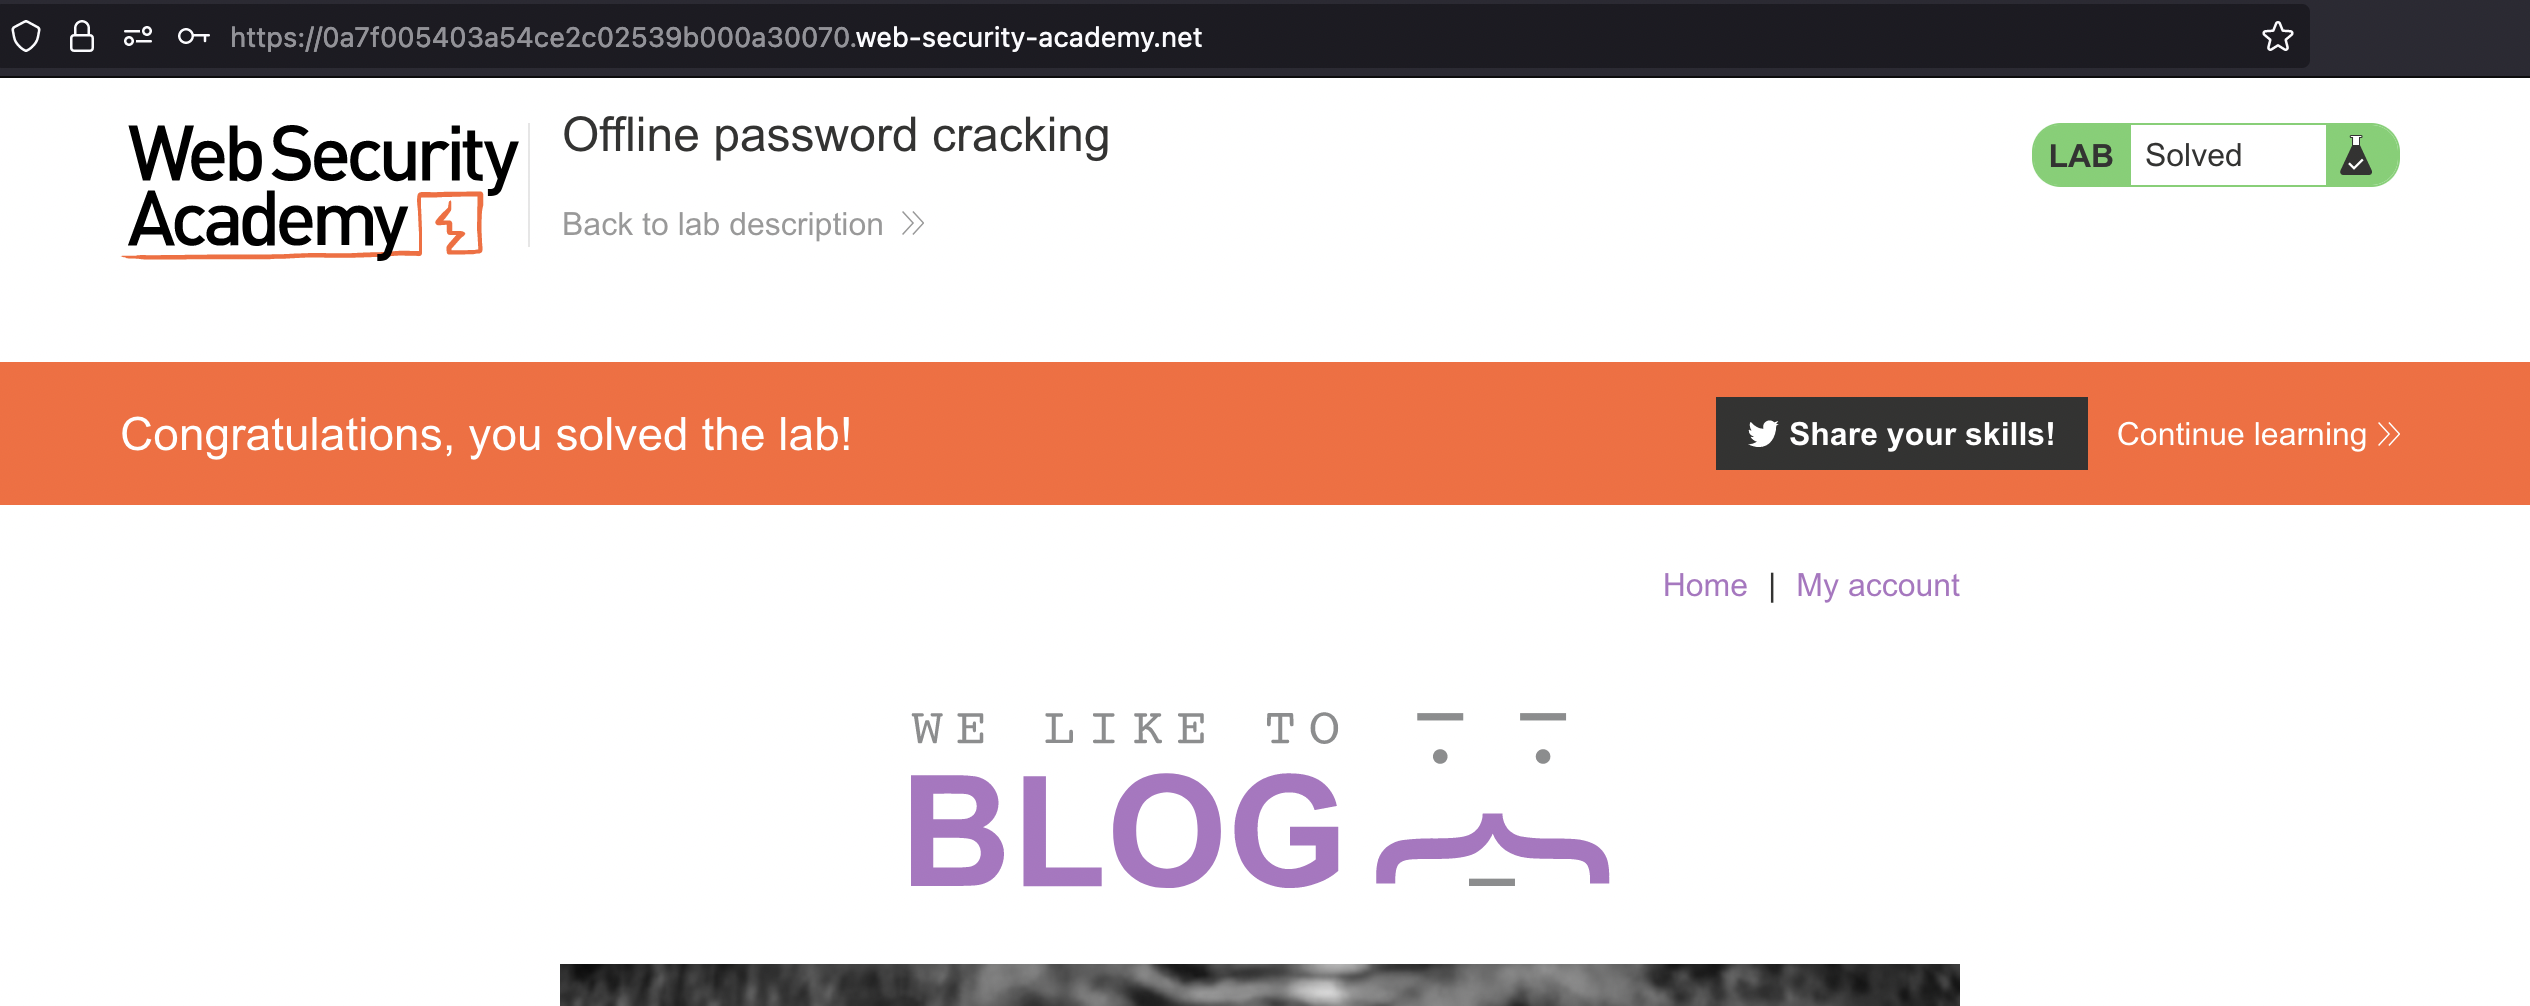 https://0a7f005403a54ce2c02539b000a30070.web-security-academy.net
Web Security
Academy
Offline password cracking
Back to lab description
LAB Solved
Congratulations, you solved the lab!
Share your skills!
Continue learning
Home | My account
WE LIKE TO
BLOG